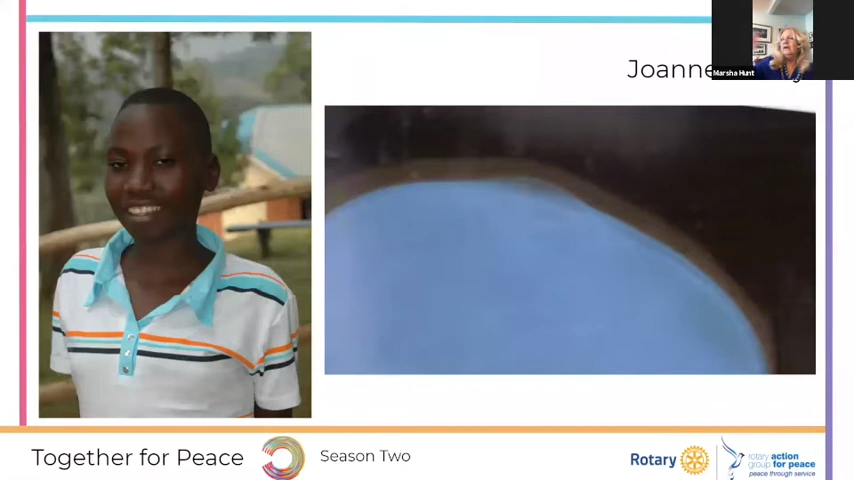 Marsha Hunt
Joanne
Together for Peace
Season Two
Rotary
rotary action
group for peace
peace through service